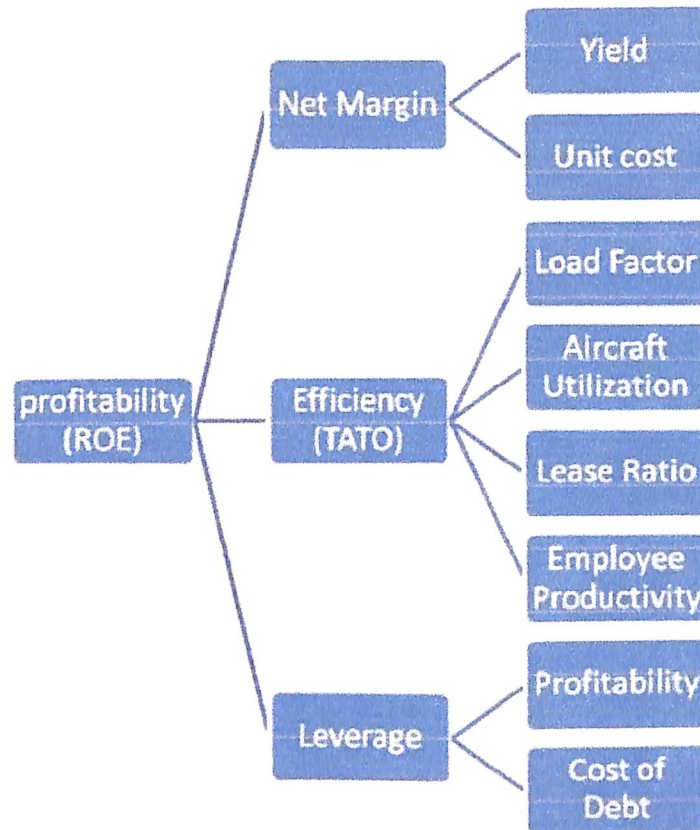 Yield
Net Margin
Unit cost
Load Factor
Aircraft
Utilization
profitability
(ROE)
Efficiency
(TATO)
Lease Ratio
Employee
Productivity
Profitability
Leverage
Cost of
Debt